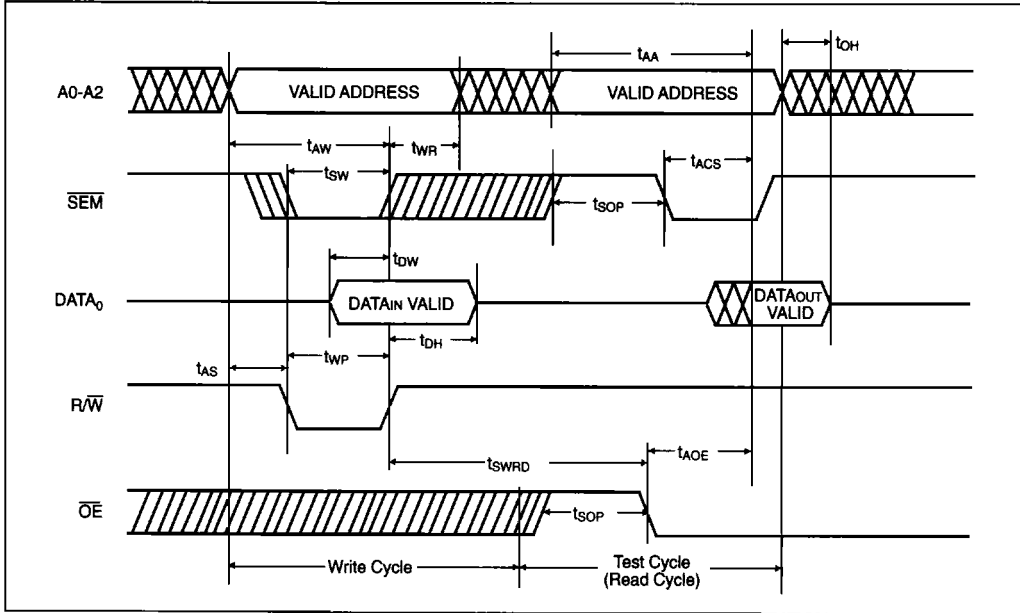 tAA
tOH
A0-A2
VALID ADDRESS
VALID ADDRESS
tAW
tWR
tACS
tSW
SEM
tSOP
tDW
DATA0
DATAIN VALID
DATAOUT
VALID
tDH
tWP
tAS
R/W
tSWRD
tAOE
OE
tSOP
Write Cycle
Test Cycle
(Read Cycle)